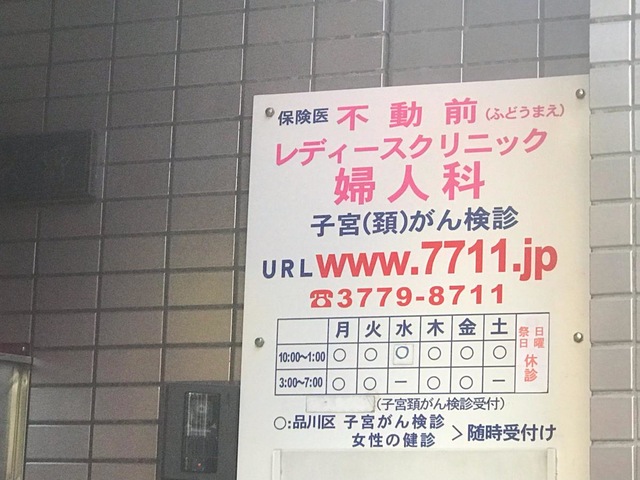 保険医 不動前(ふどうまえ)
レディースクリニック
婦人科
子宮(頚)がん検診
URL www.7711.jp
☎3779-8711
月 火 水 木 金 土 祭日 日曜 休診
10:00~1:00 ○ ○ ○ ○ ○ ○
3:00~7:00 ○ ○ ー ○ ○ ー
(子宮頚がん検診受付)
○:品川区 子宮がん検診
女性の健診 >随時受付け